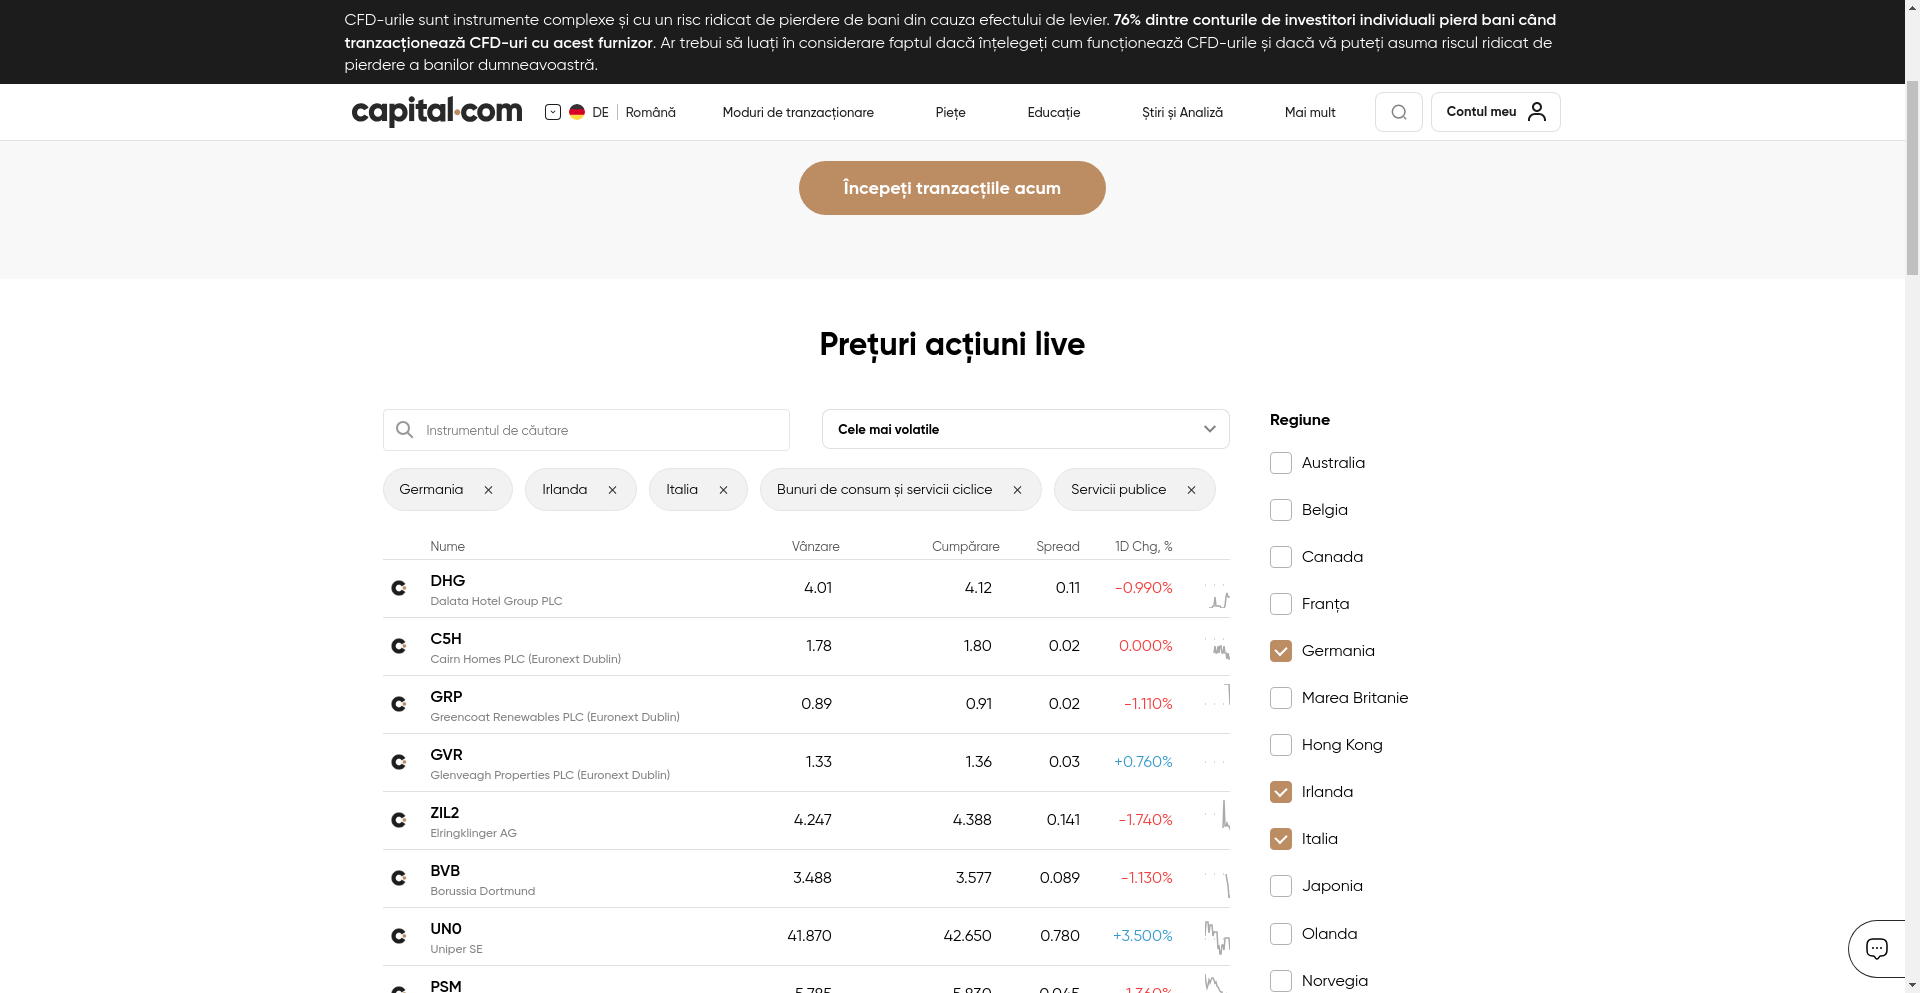 CFD-urile sunt instrumente complexe și cu un risc ridicat de pierdere de bani din cauza efectului de levier. 76% dintre conturile de investitori individuali pierd bani când
tranzacționează CFD-uri cu acest furnizor. Ar trebui să luați în considerare faptul dacă înțelegeți cum funcționează CFD-urile și dacă vă puteți asuma riscul ridicat de
pierdere a banilor dumneavoastră.
capital.com DE Română Moduri de tranzacționare Piețe Educație Știri și Analiză Mai mult Contul meu
Începeți tranzacțiile acum
Prețuri acțiuni live
Instrumentul de căutare Cele mai volatile
Germania Irlanda Italia Bunuri de consum și servicii ciclice Servicii publice
Nume Vânzare Cumpărare Spread 1D Chg, %
DHG 4.01 4.12 0.11 -0.990%
Dalata Hotel Group PLC
C5H 1.78 1.80 0.02 0.000%
Cairn Homes PLC (Euronext Dublin)
GRP 0.89 0.91 0.02 -1.110%
Greencoat Renewables PLC (Euronext Dublin)
GVR 1.33 1.36 0.03 +0.760%
Glenveagh Properties PLC (Euronext Dublin)
ZIL2 4.247 4.388 0.141 -1.740%
Elringklinger AG
BVB 3.488 3.577 0.089 -1.130%
Borussia Dortmund
UN0 41.870 42.650 0.780 +3.500%
Uniper SE
PSM 5.785 5.830 0.045 -1.360%
Regiune
Australia
Belgia
Canada
Franța
Germania
Marea Britanie
Hong Kong
Irlanda
Italia
Japonia
Olanda
Norvegia